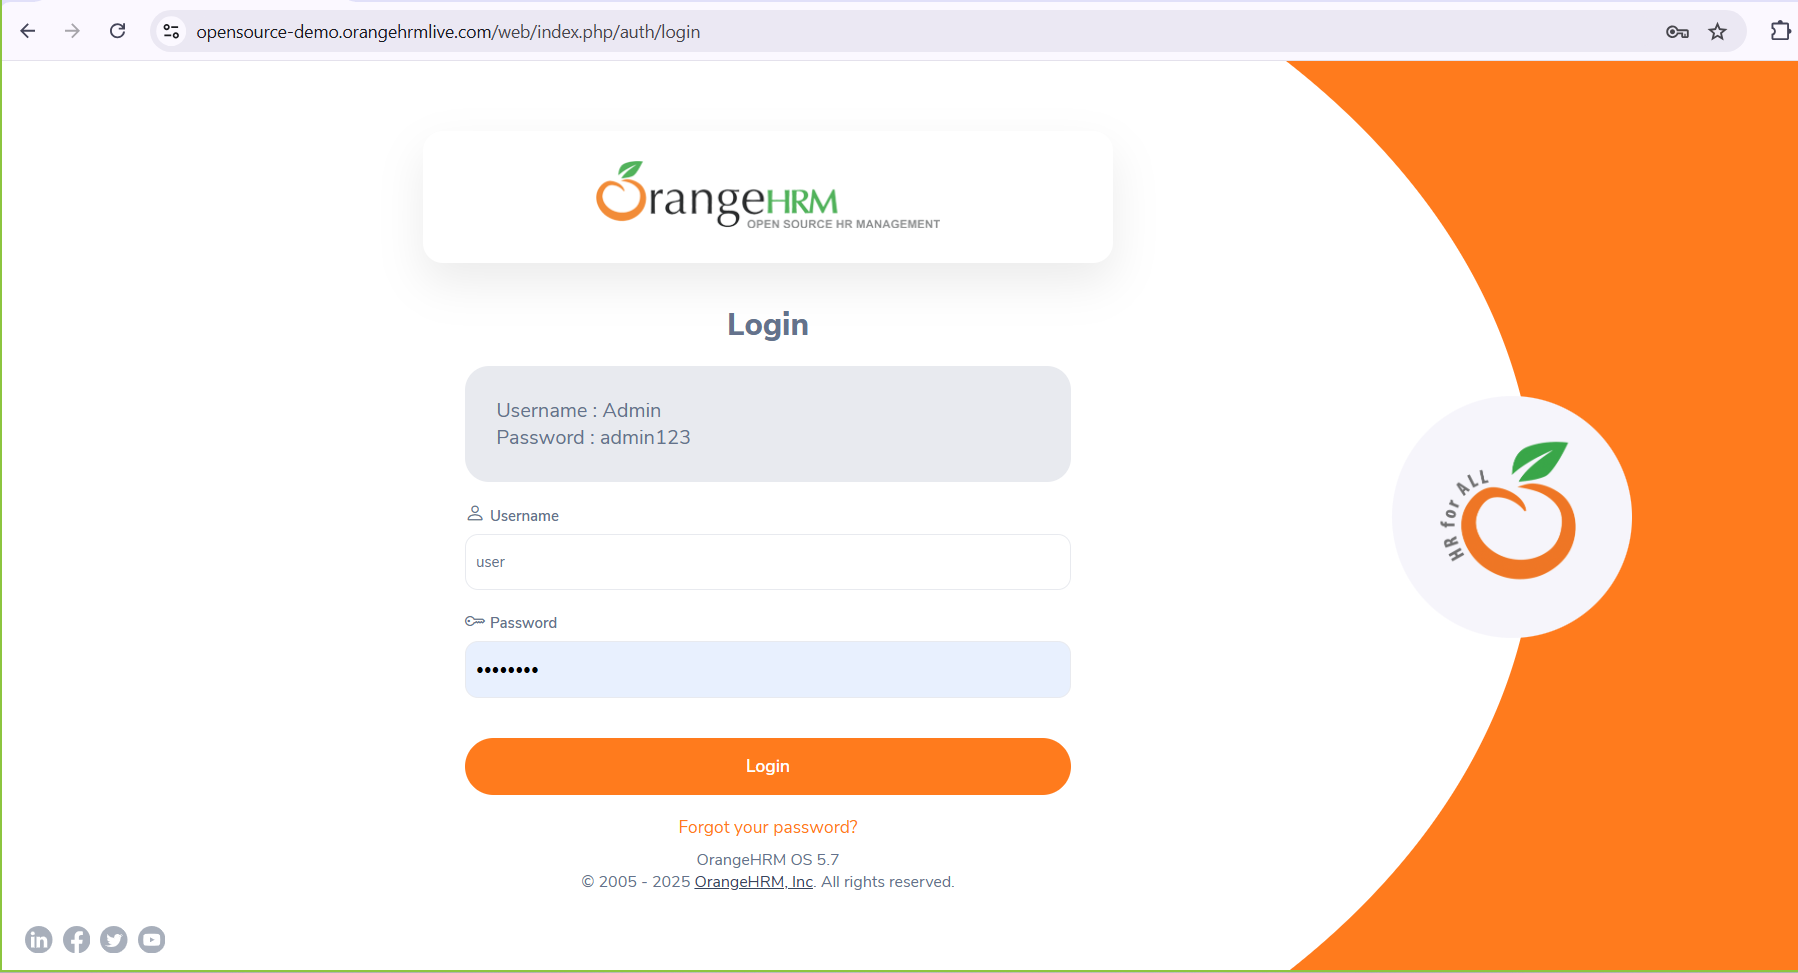 opensource-demo.orangehrmlive.com/web/index.php/auth/login
OrangeHRM
OPEN SOURCE HR MANAGEMENT
Login
Username : Admin
Password : admin123
Username
user
Password
••••••••
Login
Forgot your password?
OrangeHRM OS 5.7
© 2005 - 2025 OrangeHRM, Inc. All rights reserved.
HR for ALL